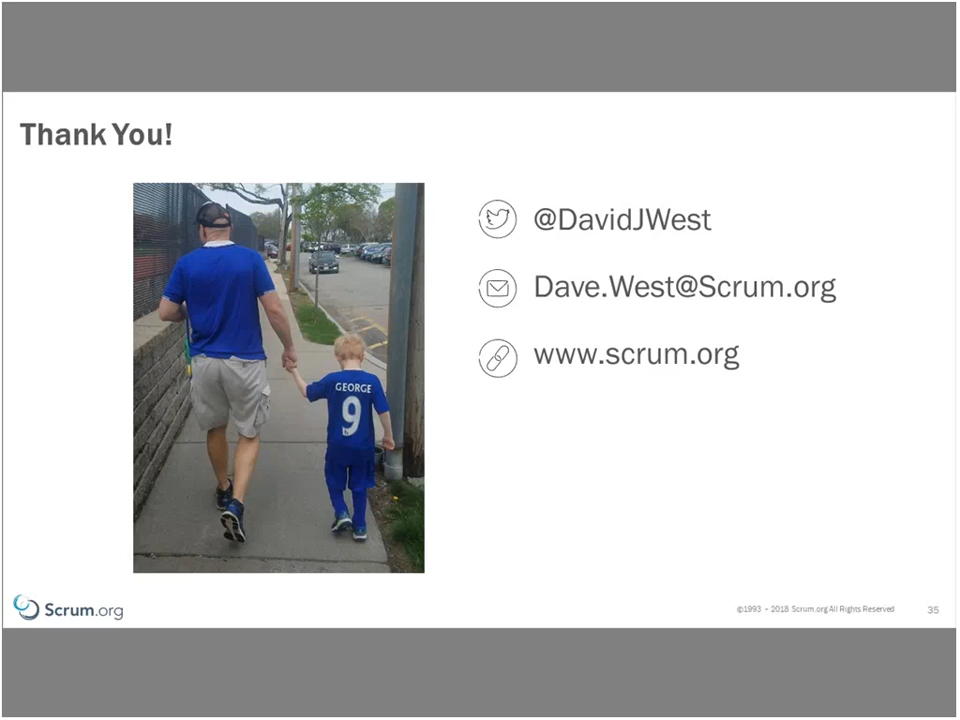 Thank You!
GEORGE
9
@DavidJWest
Dave.West@Scrum.org
www.scrum.org
Scrum.org
©1993 – 2018 Scrum.org All Rights Reserved
35